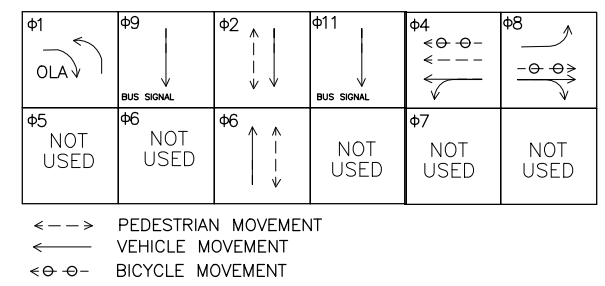 Φ1
OLA
Φ9
BUS SIGNAL
Φ2
Φ11
BUS SIGNAL
Φ4
Φ8
Φ5
NOT
USED
Φ6
NOT
USED
Φ6
NOT
USED
Φ7
NOT
USED
NOT
USED
PEDESTRIAN MOVEMENT
VEHICLE MOVEMENT
BICYCLE MOVEMENT